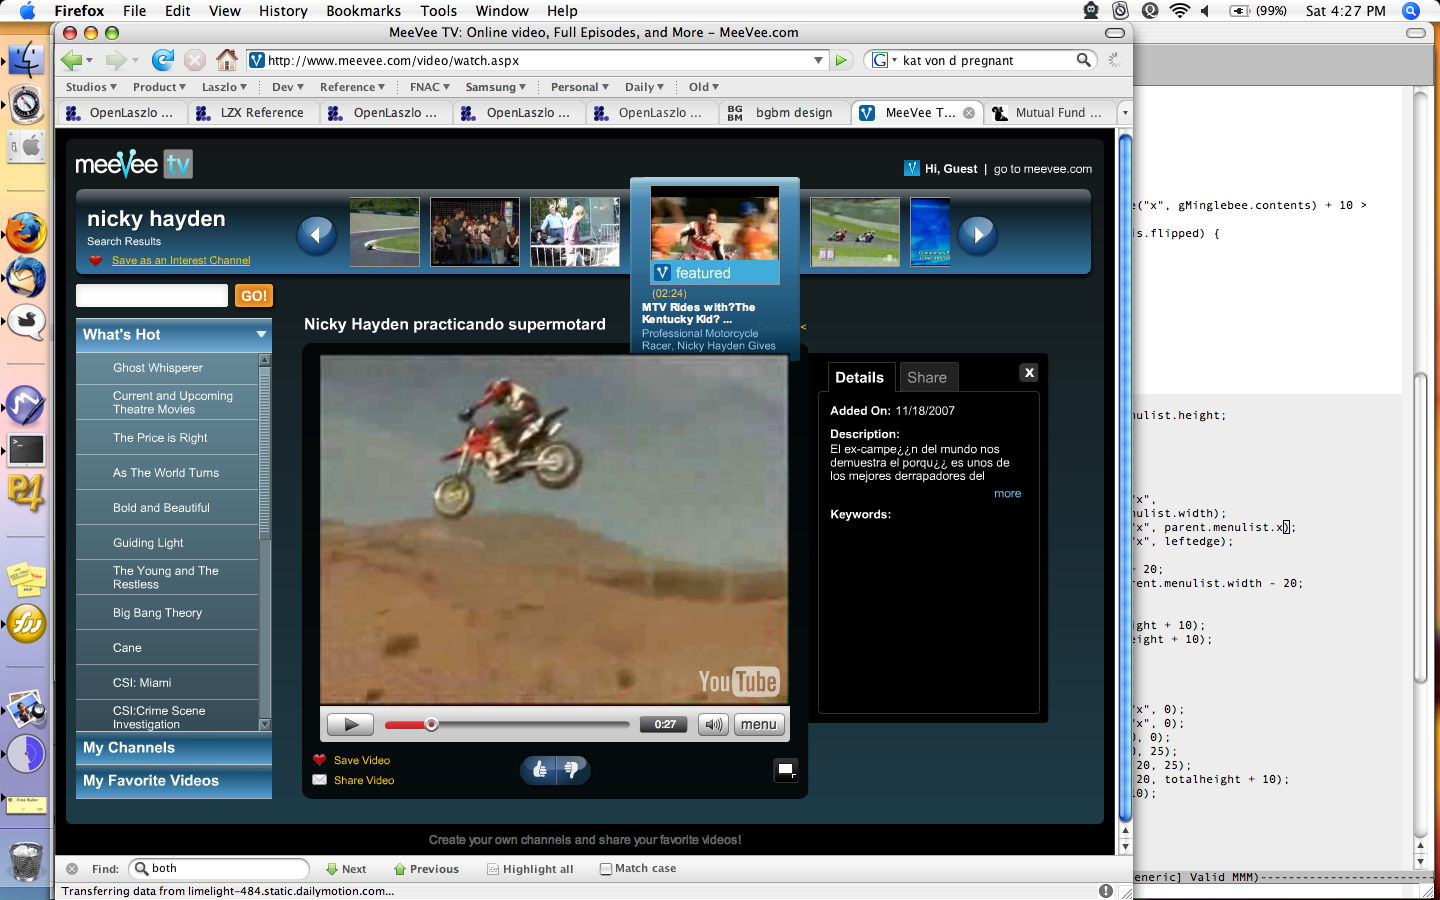 Firefox File Edit View History Bookmarks Tools Window Help
(99%) Sat 4:27 PM
MeeVee TV: Online video, Full Episodes, and More – MeeVee.com
http://www.meevee.com/video/watch.aspx
kat von d pregnant
Studios Product Laszlo Dev Reference FNAC Samsung Personal Daily Old
OpenLaszlo ... LZX Reference OpenLaszlo ... OpenLaszlo ... OpenLaszlo ... BG BM bgbm design MeeVee T... Mutual Fund ...
meevee tv
Hi, Guest | go to meevee.com
nicky hayden
Search Results
Save as an Interest Channel
featured
(02:24)
MTV Rides with?The
Kentucky Kid? ...
Professional Motorcycle
Racer, Nicky Hayden Gives
GO!
What's Hot
Ghost Whisperer
Current and Upcoming
Theatre Movies
The Price is Right
As The World Turns
Bold and Beautiful
Guiding Light
The Young and The
Restless
Big Bang Theory
Cane
CSI: Miami
CSI:Crime Scene
Investigation
My Channels
My Favorite Videos
Nicky Hayden practicando supermotard
<
YouTube
0:27
menu
Save Video
Share Video
Details Share x
Added On: 11/18/2007
Description:
El ex-campe¿¿n del mundo nos
demuestra el porqu¿¿ es unos de
los mejores derrapadores del
more
Keywords:
Create your own channels and share your favorite videos!
Find: both Next Previous Highlight all Match case
Transferring data from limelight-484.static.dailymotion.com...
e("x", gMinglebee.contents) + 10 >
is.flipped) {
nulist.height;
"x",
nulist.width);
"x", parent.menulist.x);
"x", leftedge);
- 20;
rent.menulist.width - 20;
ight + 10);
eight + 10);
"x", 0);
"x", 0);
0, 0);
0, 25);
20, 25);
20, totalheight + 10);
10);
eneric] Valid MMM)
P4